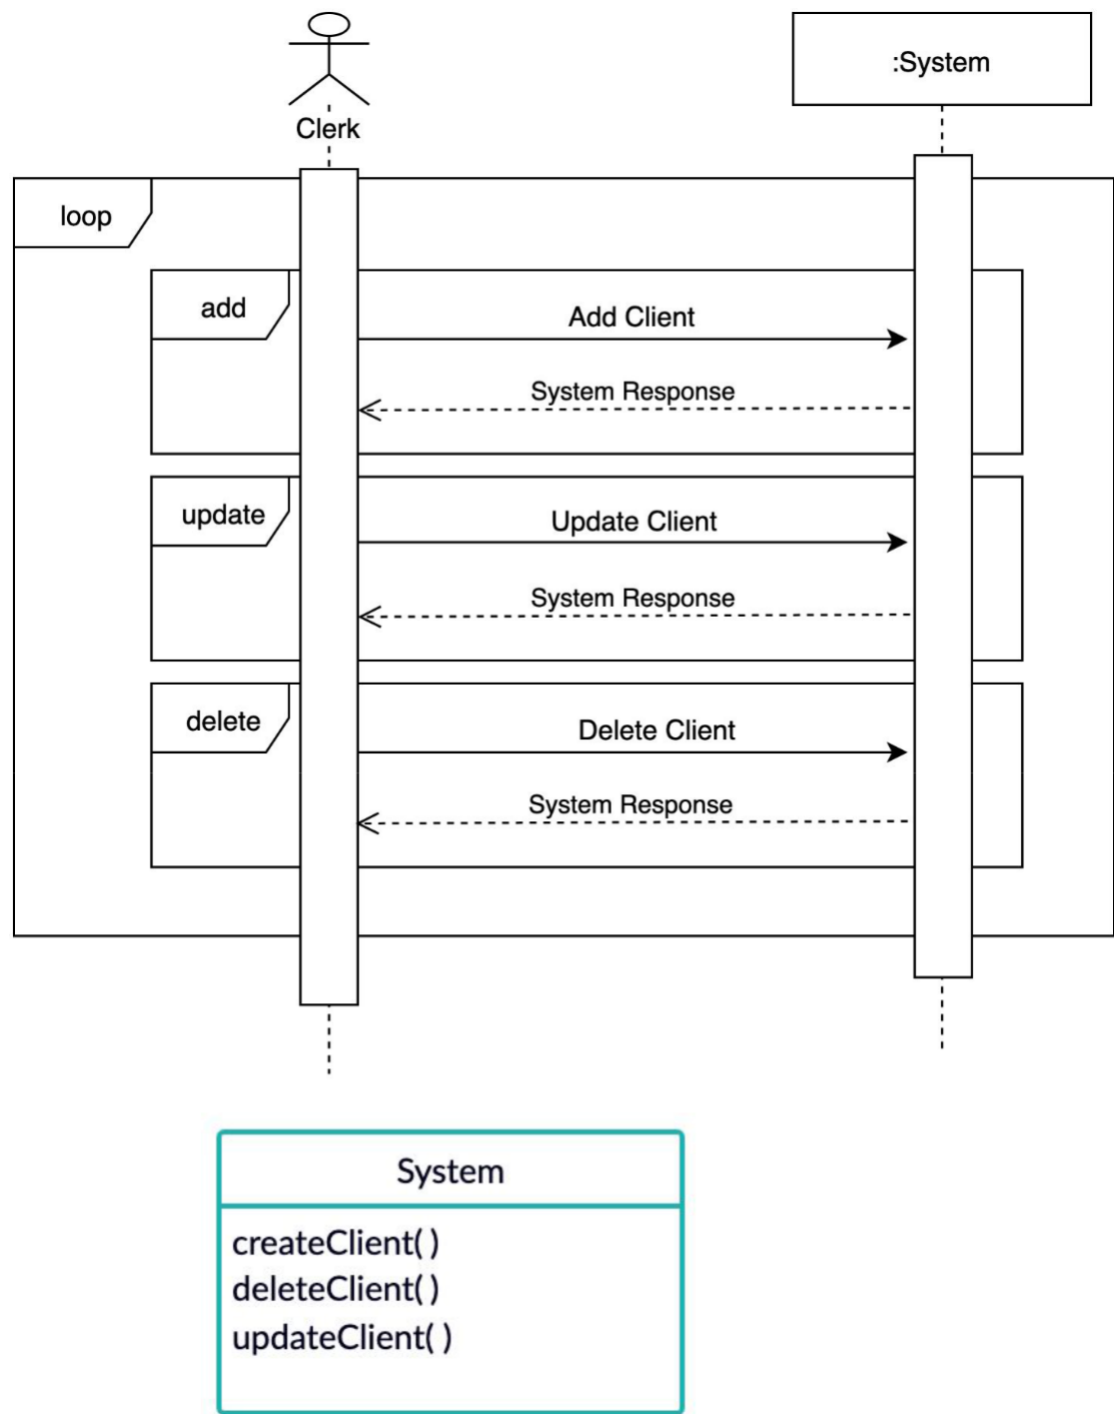 :System
Clerk
loop
add
Add Client
System Response
update
Update Client
System Response
delete
Delete Client
System Response
System
createClient( )
deleteClient( )
updateClient( )